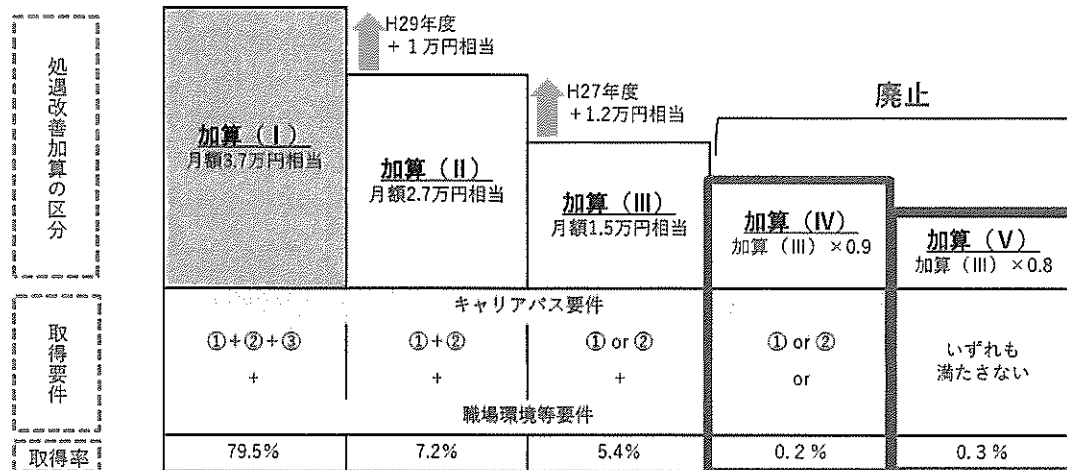 処遇改善加算の区分
加算(Ⅰ)
月額3.7万円相当
H29年度
+1万円相当
加算(Ⅱ)
月額2.7万円相当
H27年度
+1.2万円相当
加算(Ⅲ)
月額1.5万円相当
廃止
加算(Ⅳ)
加算(Ⅲ)×0.9
加算(Ⅴ)
加算(Ⅲ)×0.8
取得要件
キャリアパス要件
①+②+③
+
①+②
+
① or ②
+
① or ②
or
いずれも
満たさない
職場環境等要件
取得率
79.5%
7.2%
5.4%
0.2%
0.3%